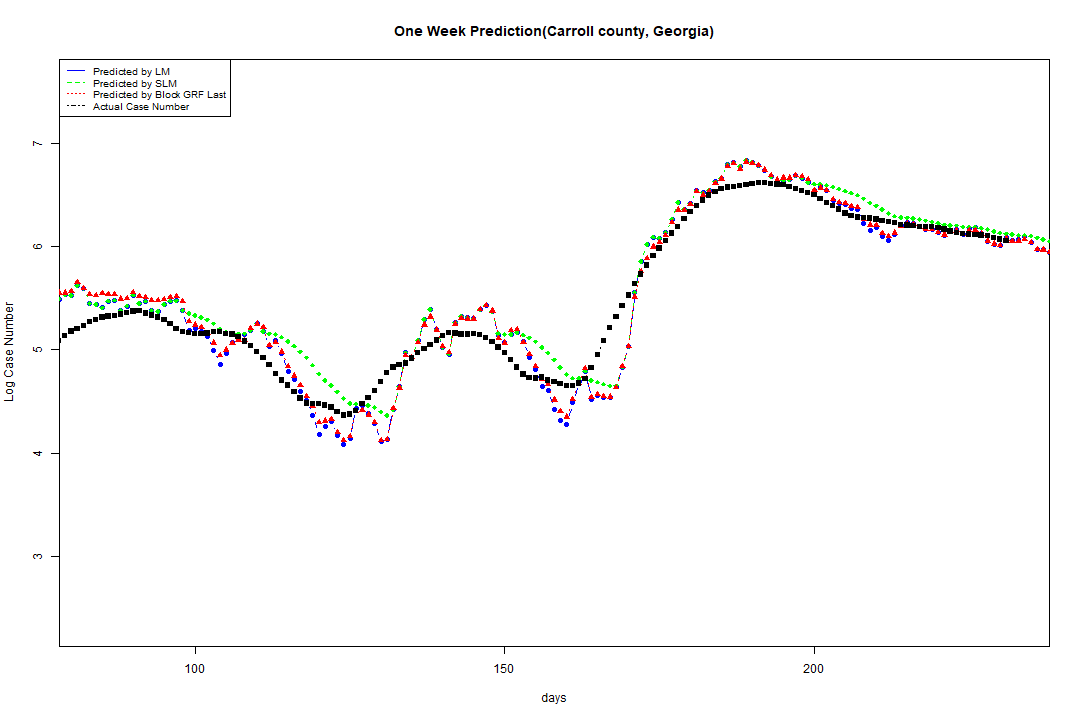 One Week Prediction(Carroll county, Georgia)
Predicted by LM
Predicted by SLM
Predicted by Block GRF Last
Actual Case Number
7
6
5
4
3
Log Case Number
100 150 200
days